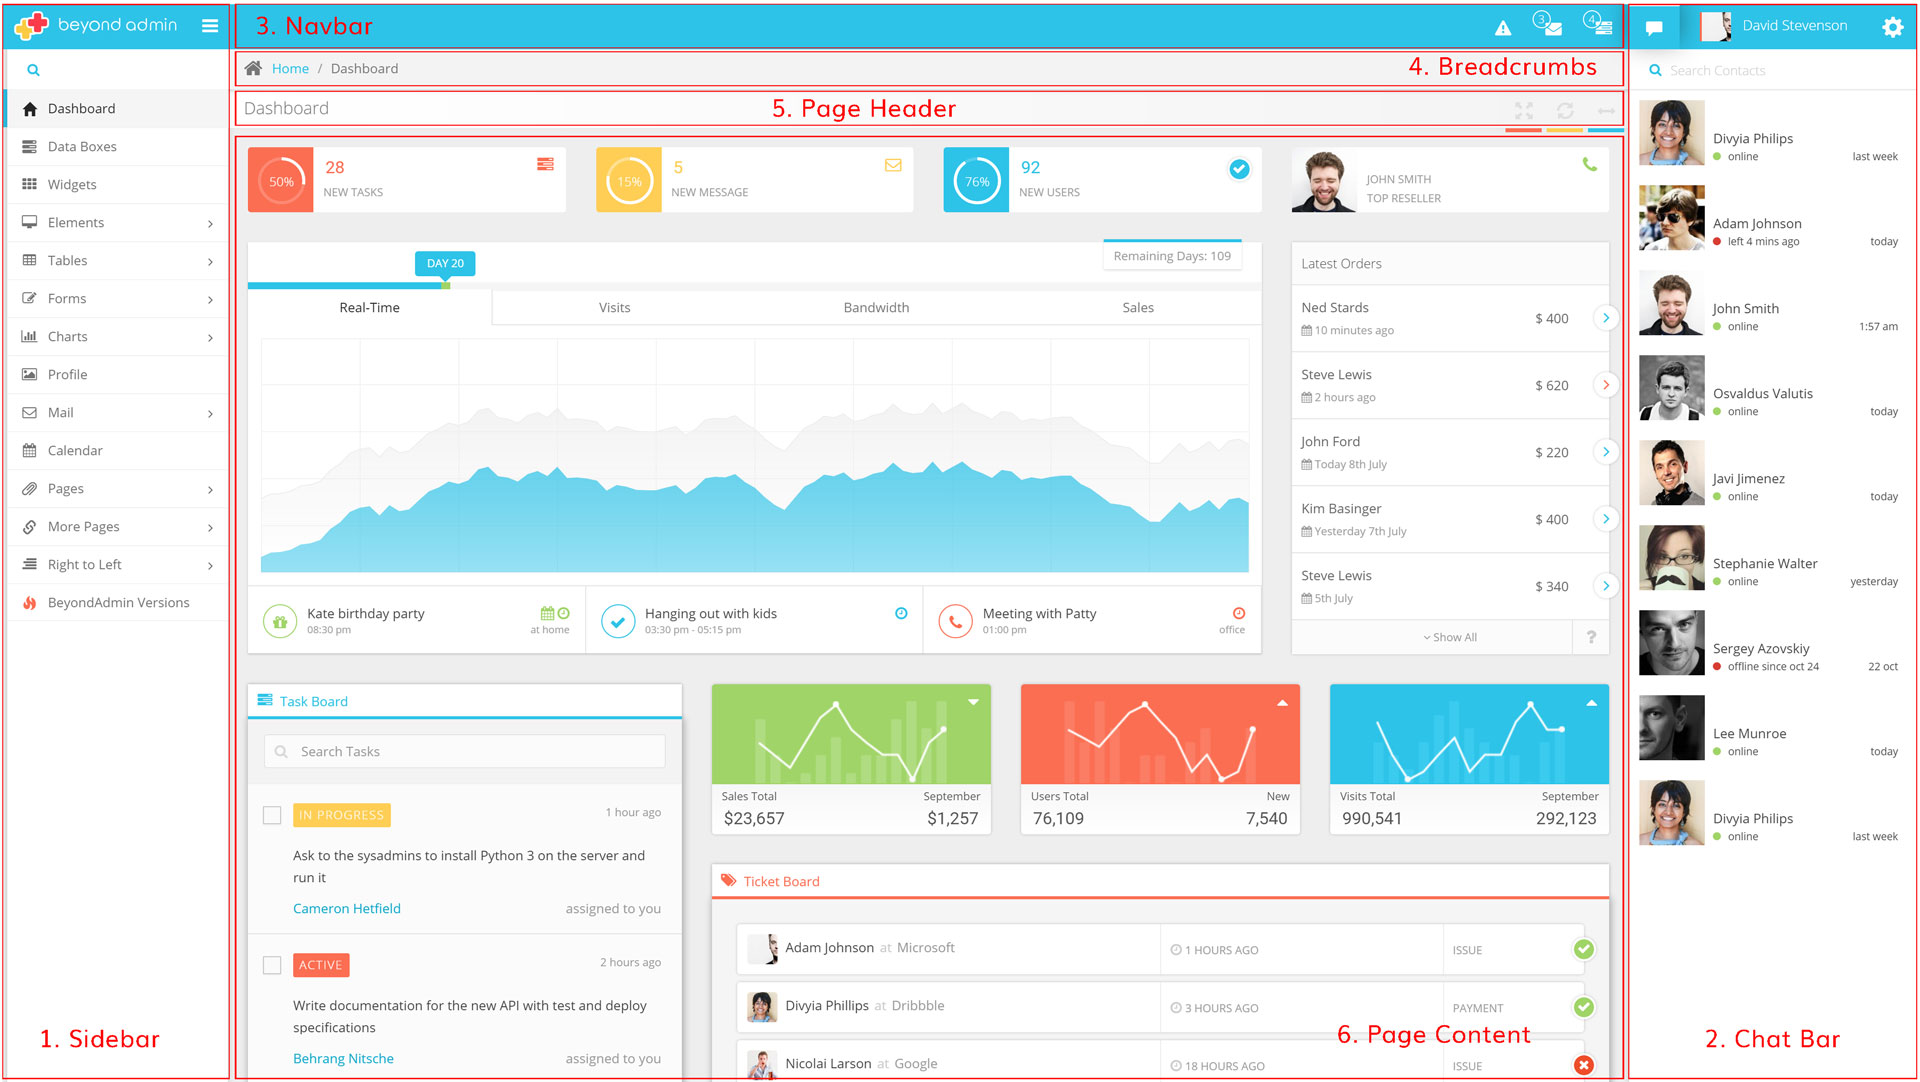 beyond admin
3. Navbar
3
4
David Stevenson
Home / Dashboard
4. Breadcrumbs
Search Contacts
Dashboard
5. Page Header
Dashboard
Data Boxes
Widgets
Elements
Tables
Forms
Charts
Profile
Mail
Calendar
Pages
More Pages
Right to Left
BeyondAdmin Versions
1. Sidebar
50%
28
NEW TASKS
15%
5
NEW MESSAGE
76%
92
NEW USERS
JOHN SMITH
TOP RESELLER
DAY 20
Remaining Days: 109
Real-Time
Visits
Bandwidth
Sales
Kate birthday party
08:30 pm
at home
Hanging out with kids
03:30 pm - 05:15 pm
Meeting with Patty
01:00 pm
office
Latest Orders
Ned Stards
10 minutes ago
$ 400
Steve Lewis
2 hours ago
$ 620
John Ford
Today 8th July
$ 220
Kim Basinger
Yesterday 7th July
$ 400
Steve Lewis
5th July
$ 340
Show All
?
Task Board
Search Tasks
IN PROGRESS
1 hour ago
Ask to the sysadmins to install Python 3 on the server and
run it
Cameron Hetfield
assigned to you
ACTIVE
2 hours ago
Write documentation for the new API with test and deploy
specifications
Behrang Nitsche
assigned to you
Sales Total
September
$23,657
$1,257
Users Total
New
76,109
7,540
Visits Total
September
990,541
292,123
Ticket Board
Adam Johnson at Microsoft
1 HOURS AGO
ISSUE
Divyia Phillips at Dribbble
3 HOURS AGO
PAYMENT
6. Page Content
Nicolai Larson at Google
18 HOURS AGO
ISSUE
Divyia Philips
online
last week
Adam Johnson
left 4 mins ago
today
John Smith
online
1:57 am
Osvaldus Valutis
online
today
Javi Jimenez
online
today
Stephanie Walter
online
yesterday
Sergey Azovskiy
offline since oct 24
22 oct
Lee Munroe
online
today
Divyia Philips
online
last week
2. Chat Bar